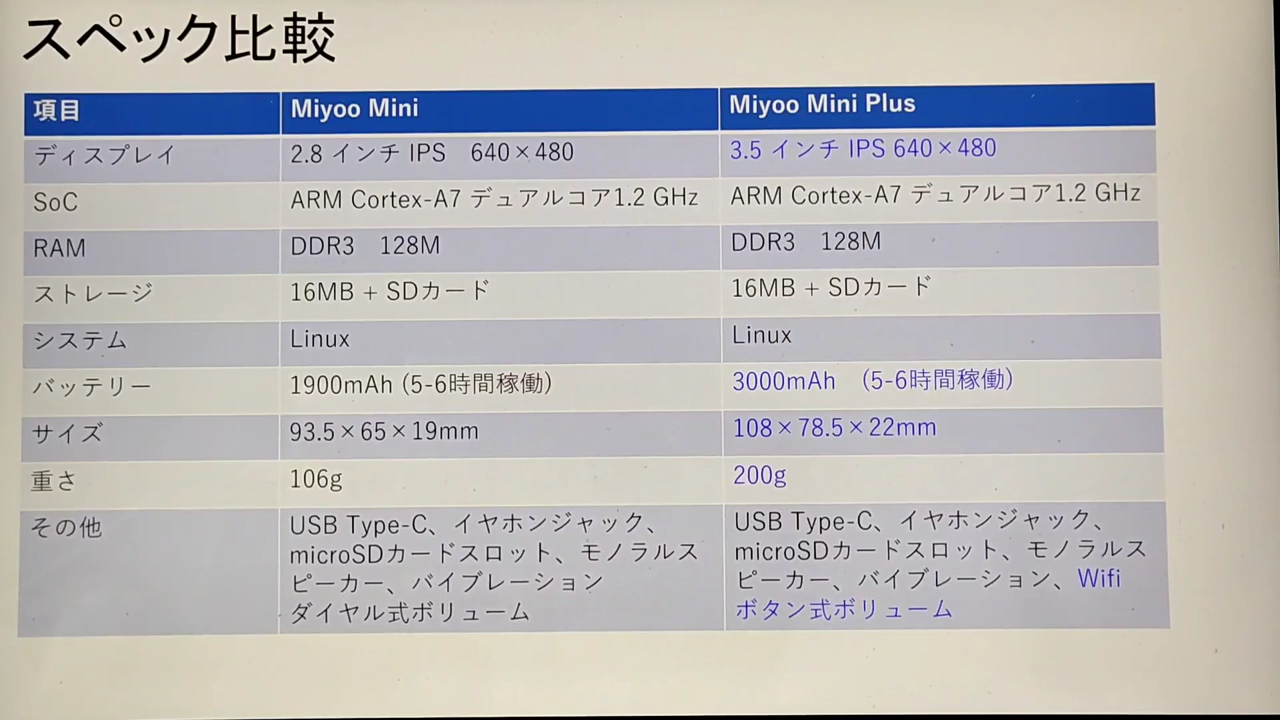 スペック比較
項目 Miyoo Mini Miyoo Mini Plus
ディスプレイ 2.8 インチ IPS　640×480 3.5 インチ IPS 640×480
SoC ARM Cortex-A7 デュアルコア1.2 GHz ARM Cortex-A7 デュアルコア1.2 GHz
RAM DDR3　128M DDR3　128M
ストレージ 16MB + SDカード 16MB + SDカード
システム Linux Linux
バッテリー 1900mAh (5-6時間稼働) 3000mAh　(5-6時間稼働)
サイズ 93.5×65×19mm 108×78.5×22mm
重さ 106g 200g
その他
USB Type-C、イヤホンジャック、
microSDカードスロット、モノラルス
ピーカー、バイブレーション
ダイヤル式ボリューム
USB Type-C、イヤホンジャック、
microSDカードスロット、モノラルス
ピーカー、バイブレーション、Wifi
ボタン式ボリューム